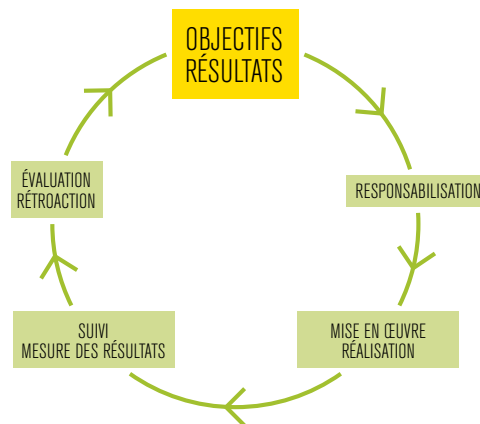 OBJECTIFS
RÉSULTATS
RESPONSABILISATION
MISE EN ŒUVRE
RÉALISATION
SUIVI
MESURE DES RÉSULTATS
ÉVALUATION
RÉTROACTION